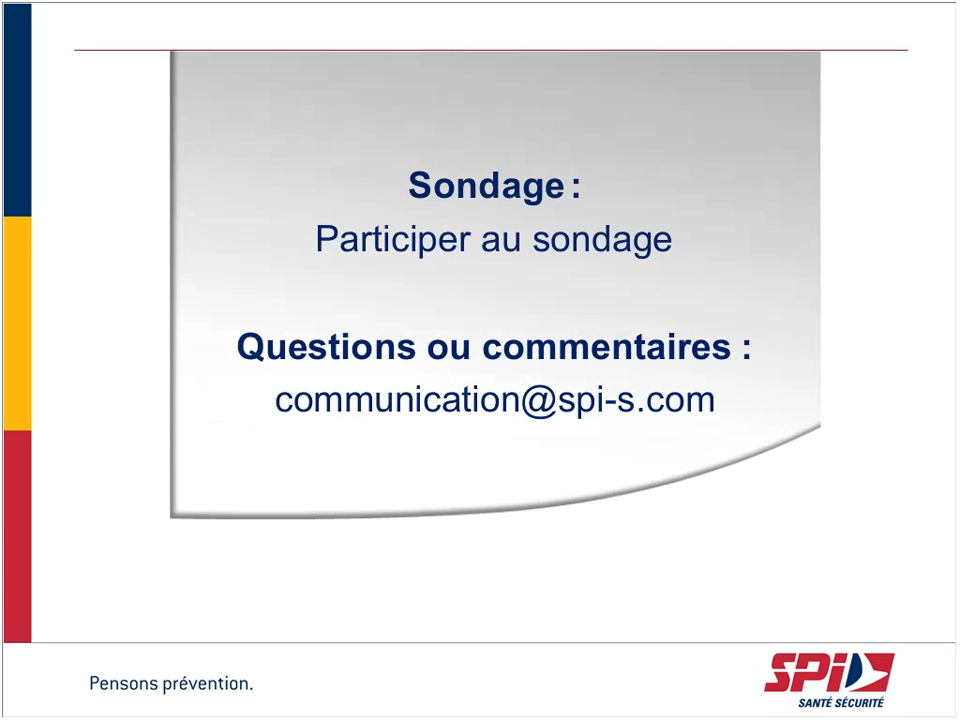 Sondage :
Participer au sondage
Questions ou commentaires :
communication@spi-s.com
Pensons prévention.
SPI
SANTÉ SÉCURITÉ